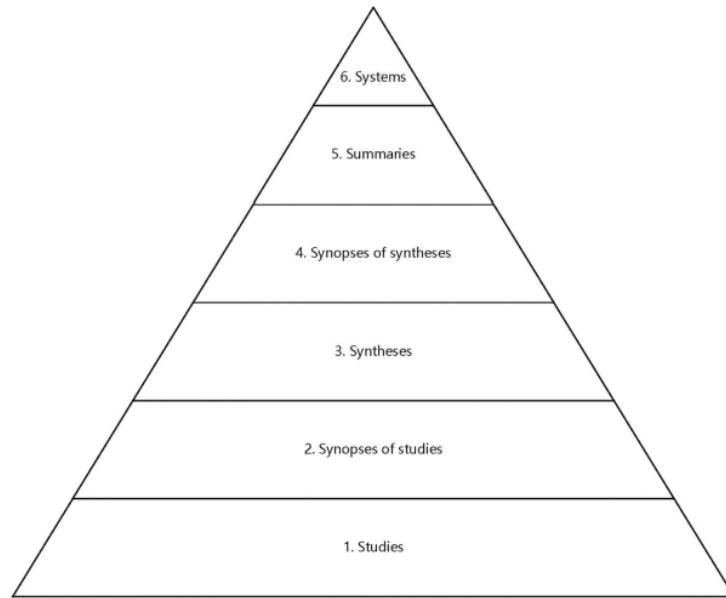 6. Systems
5. Summaries
4. Synopses of syntheses
3. Syntheses
2. Synopses of studies
1. Studies